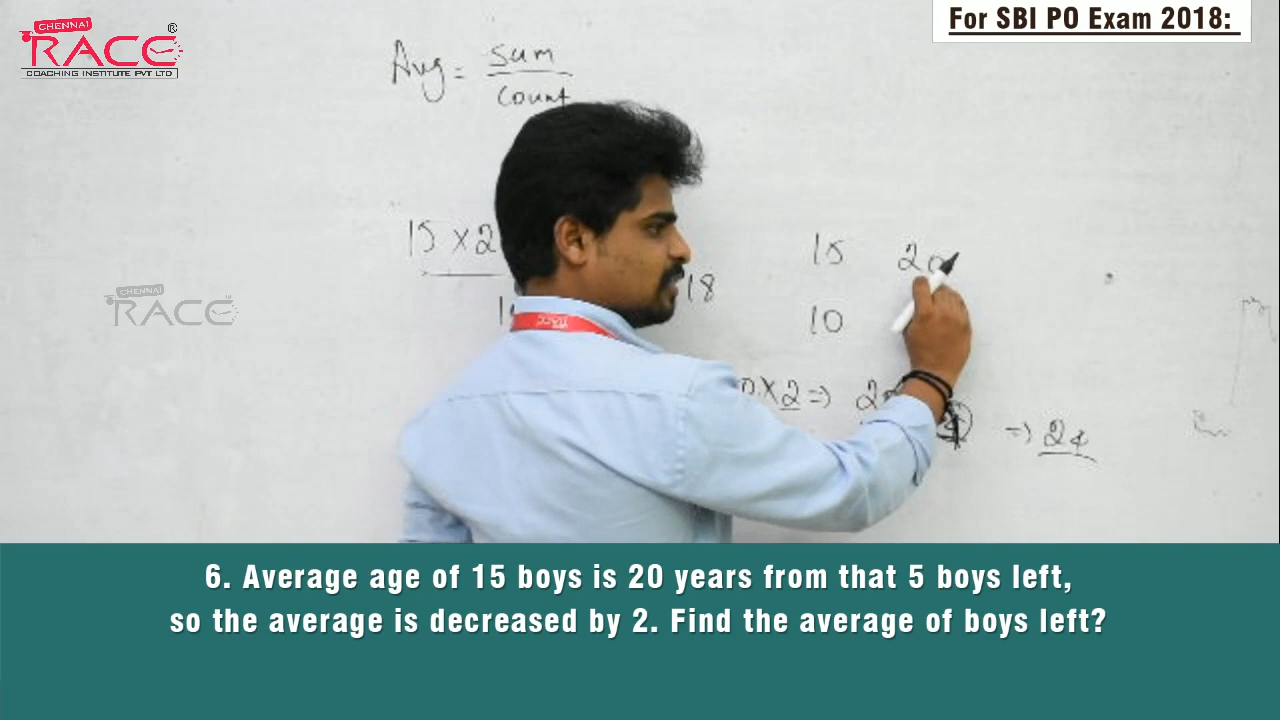 For SBI PO Exam 2018:
CHENNAI
RACE®
COACHING INSTITUTE PVT LTD
Avg = sum
count
15 × 2
18
15 20
10
CHENNAI
RACE
× 2 ⇒
⇒ 24
6. Average age of 15 boys is 20 years from that 5 boys left,
so the average is decreased by 2. Find the average of boys left?